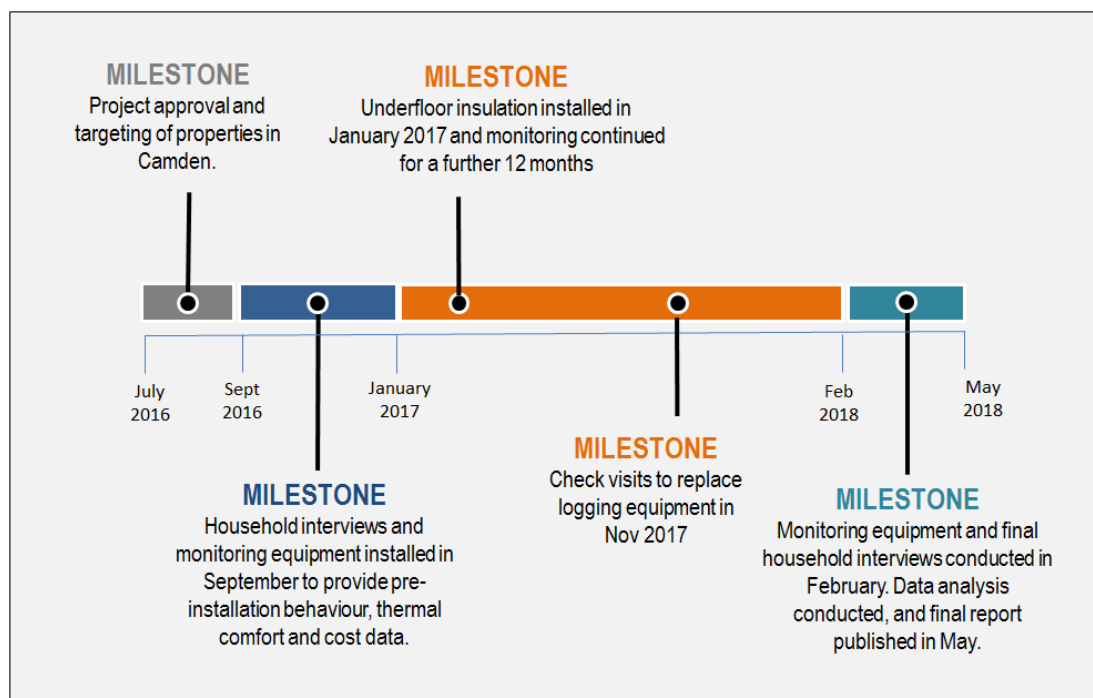 MILESTONE
Project approval and
targeting of properties in
Camden.
MILESTONE
Underfloor insulation installed in
January 2017 and monitoring continued
for a further 12 months
July
2016
Sept
2016
January
2017
Feb
2018
May
2018
MILESTONE
Household interviews and
monitoring equipment installed in
September to provide pre-
installation behaviour, thermal
comfort and cost data.
MILESTONE
Check visits to replace
logging equipment in
Nov 2017
MILESTONE
Monitoring equipment and final
household interviews conducted in
February. Data analysis
conducted, and final report
published in May.